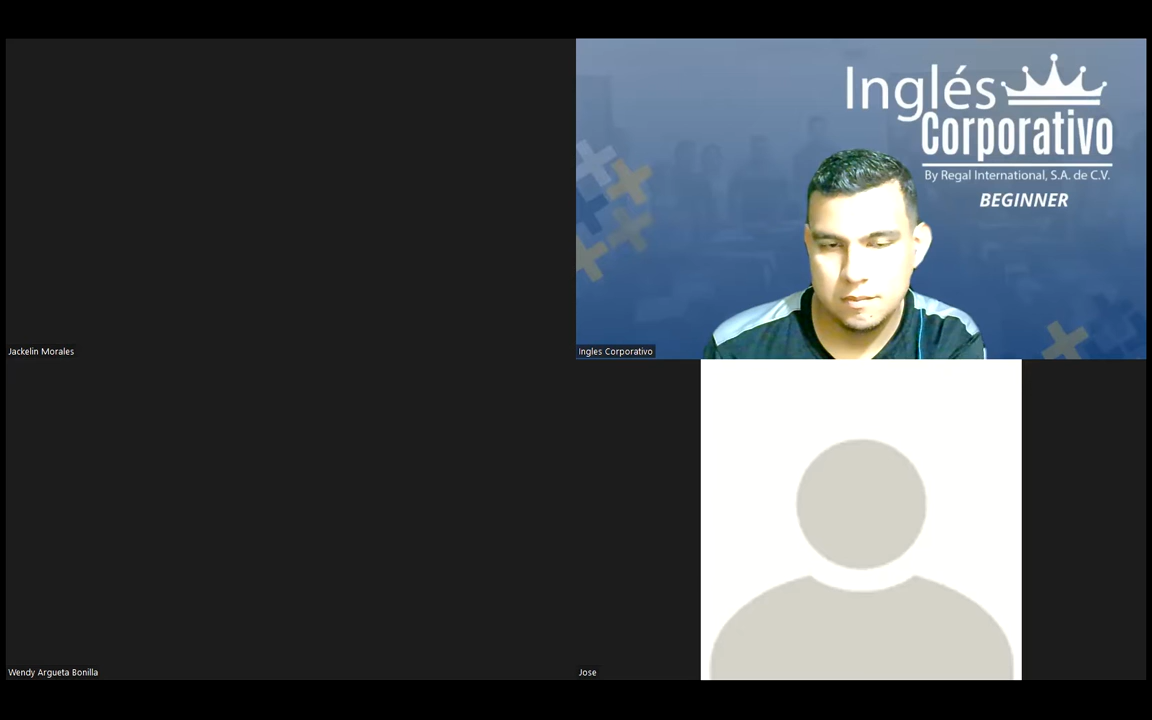 Inglés
Corporativo
By Regal International, S.A. de C.V.
BEGINNER
Jackelin Morales
Ingles Corporativo
Wendy Argueta Bonilla
Jose